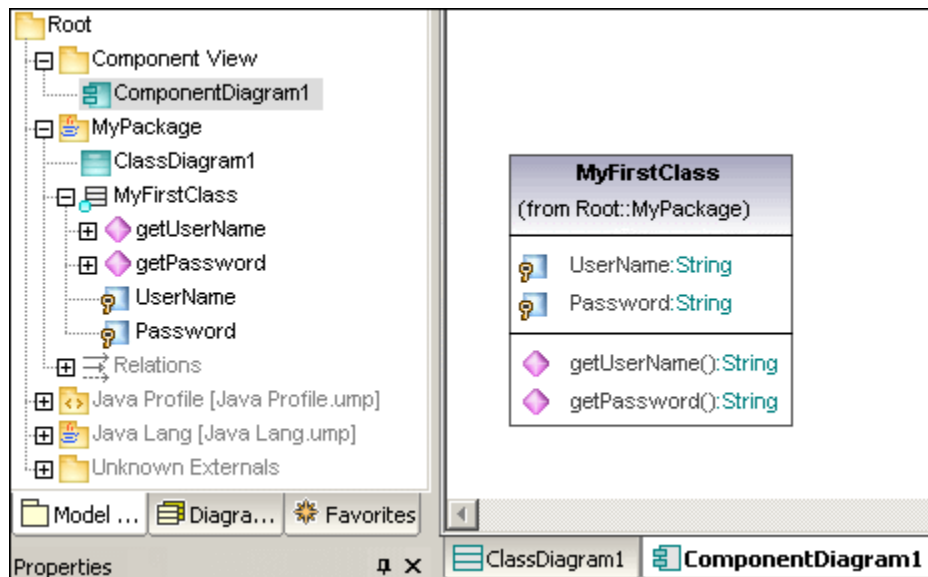 Root
Component View
ComponentDiagram1
MyPackage
ClassDiagram1
MyFirstClass
getUserName
getPassword
UserName
Password
Relations
Java Profile [Java Profile.ump]
Java Lang [Java Lang.ump]
Unknown Externals
Model ... Diagra... Favorites
Properties
MyFirstClass
(from Root::MyPackage)
UserName:String
Password:String
getUserName():String
getPassword():String
ClassDiagram1 ComponentDiagram1